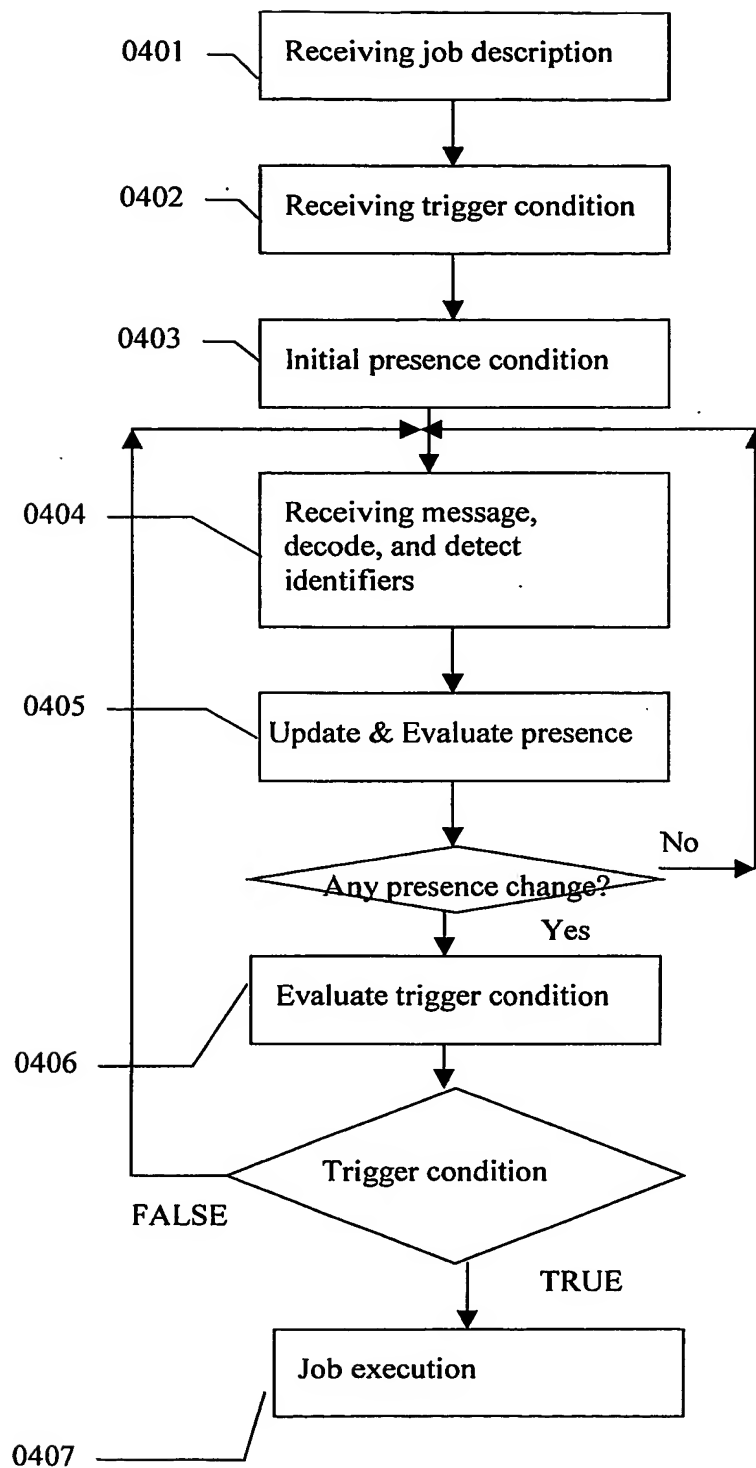 0401
Receiving job description
0402
Receiving trigger condition
0403
Initial presence condition
0404
Receiving message,
decode, and detect
identifiers
0405
Update & Evaluate presence
No
Any presence change?
Yes
Evaluate trigger condition
0406
Trigger condition
FALSE
TRUE
Job execution
0407